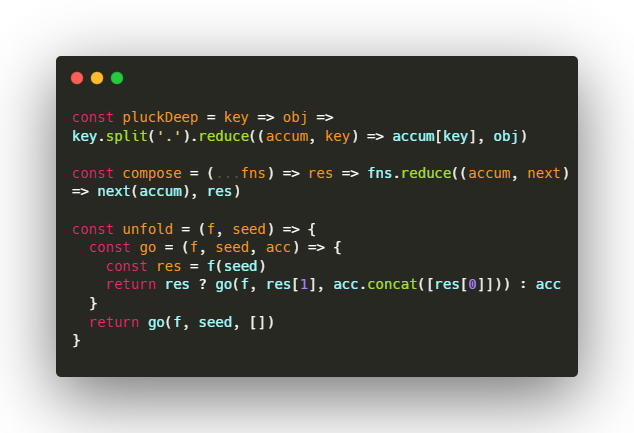 const pluckDeep = key => obj =>
key.split('.').reduce((accum, key) => accum[key], obj)
const compose = (...fns) => res => fns.reduce((accum, next)
=> next(accum), res)
const unfold = (f, seed) => {
  const go = (f, seed, acc) => {
    const res = f(seed)
    return res ? go(f, res[1], acc.concat([res[0]])) : acc
  }
  return go(f, seed, [])
}